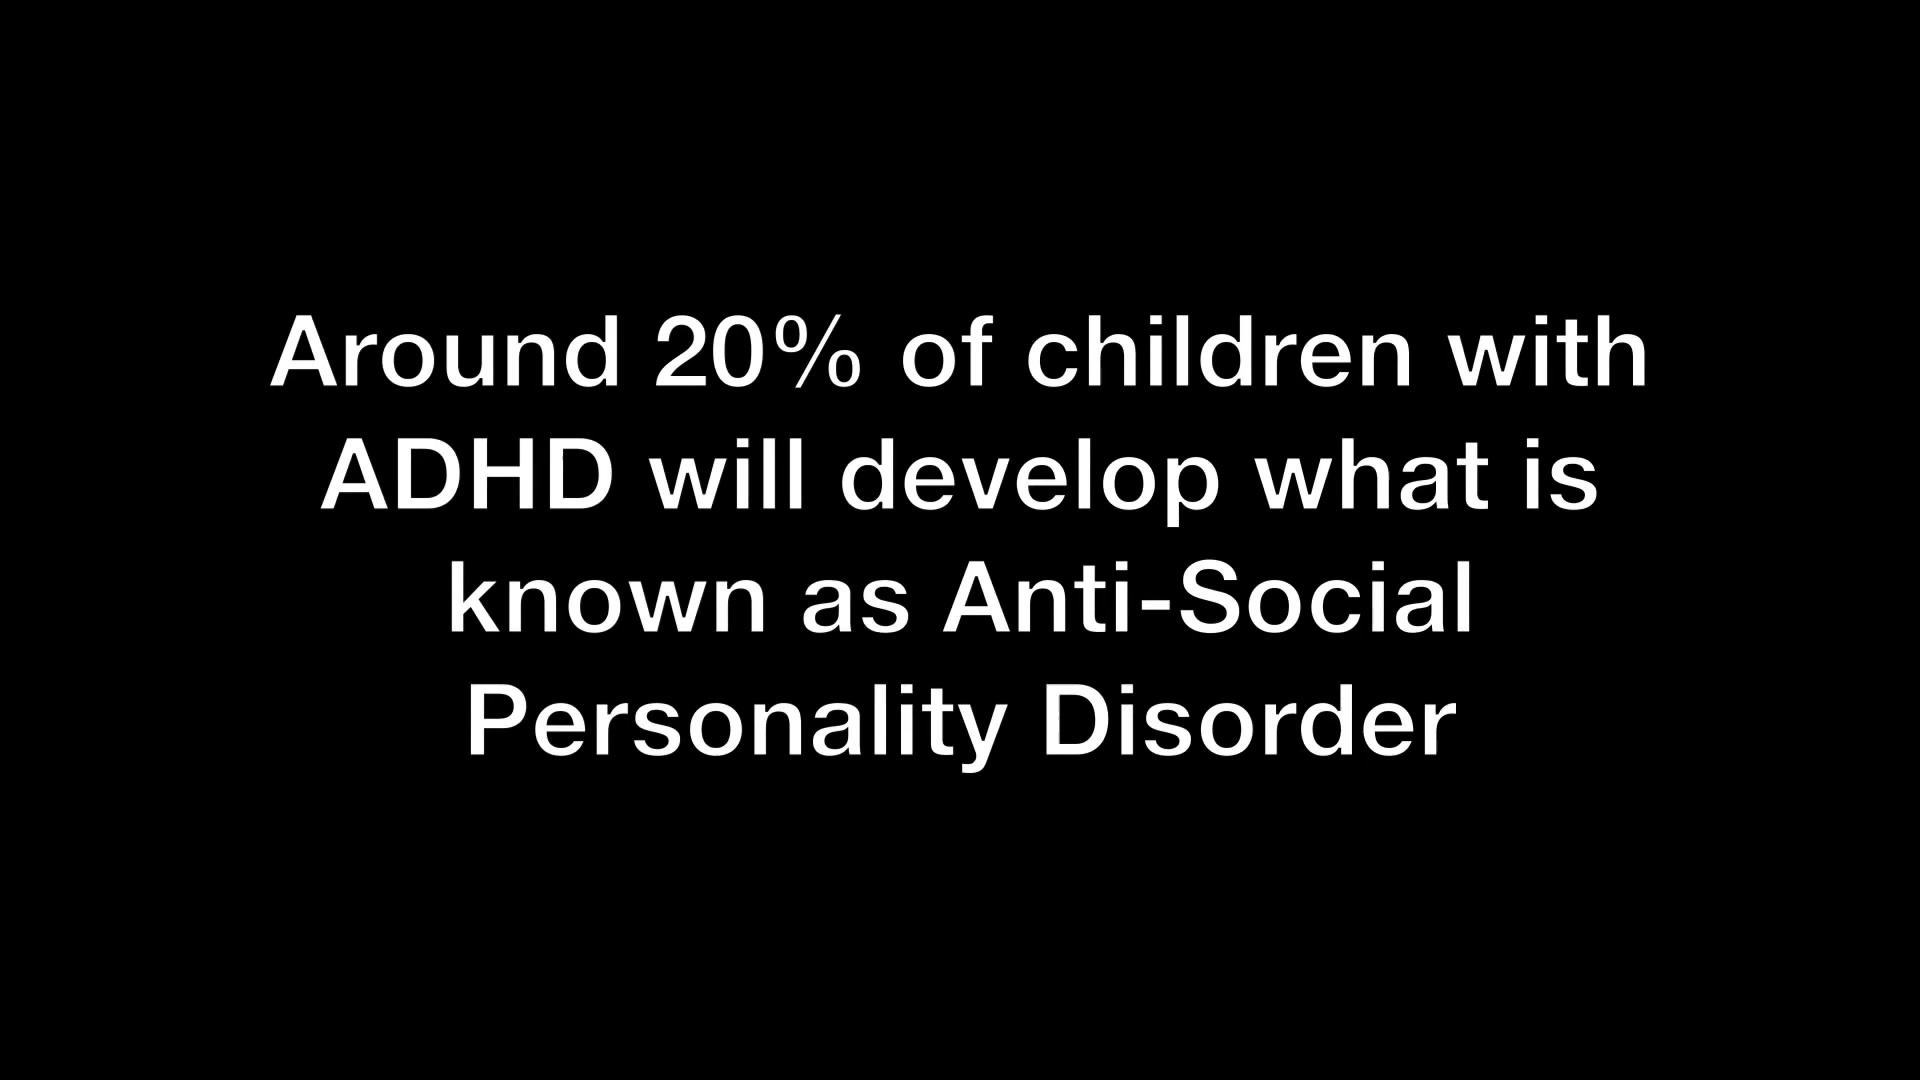 Around 20% of children with
ADHD will develop what is
known as Anti-Social
Personality Disorder